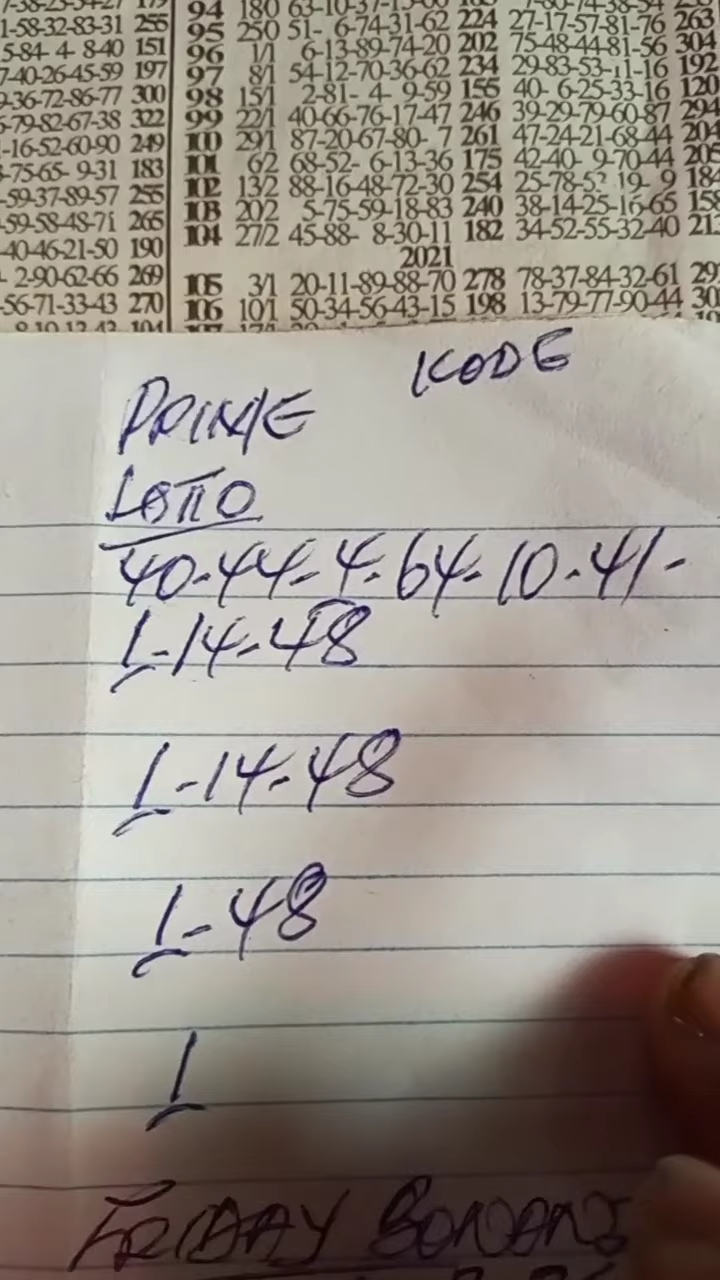 94 180
151
95 250 51- 6-74-31-62 224 27-17-57-81-76 263
1-58-32-83-31 255
96 1/1 6-13-89-74-20 202 75-48-44-81-56 304
5-84- 4- 8-40 151
97 8/1 54-12-70-36-62 234 29-83-53-11-16 192
7-40-26-45-59 197
98 15/1 2-81- 4- 9-59 155 40- 6-25-33-16 120
9-36-72-86-77 300
99 22/1 40-66-76-17-47 246 39-29-79-60-87 294
6-79-82-67-38 322
100 29/1 87-20-67-80- 7 261 47-24-21-68-44 204
-16-52-60-90 249
101 6/2 68-52- 6-13-36 175 42-40- 9-70-44 205
-75-65- 9-31 183
102 13/2 88-16-48-72-30 254 25-78-53- 19- 9 184
-59-37-89-57 255
103 20/2 5-75-59-18-83 240 38-14-25-16-65 158
-59-58-48-71 265
104 27/2 45-88- 8-30-11 182 34-52-55-32-40
-40-46-21-50 190
2021
- 2-90-62-66 269
105 3/1 20-11-89-88-70 278 78-37-84-32-61
-56-71-33-43 270
106 10/1 50-34-56-43-15 198 13-79-77-90-44
KODE
PRIME
LOTTO
40-44-4-64-10-41-
1-14-48
1-14-48
1-48
1
FRIDAY BONANZ